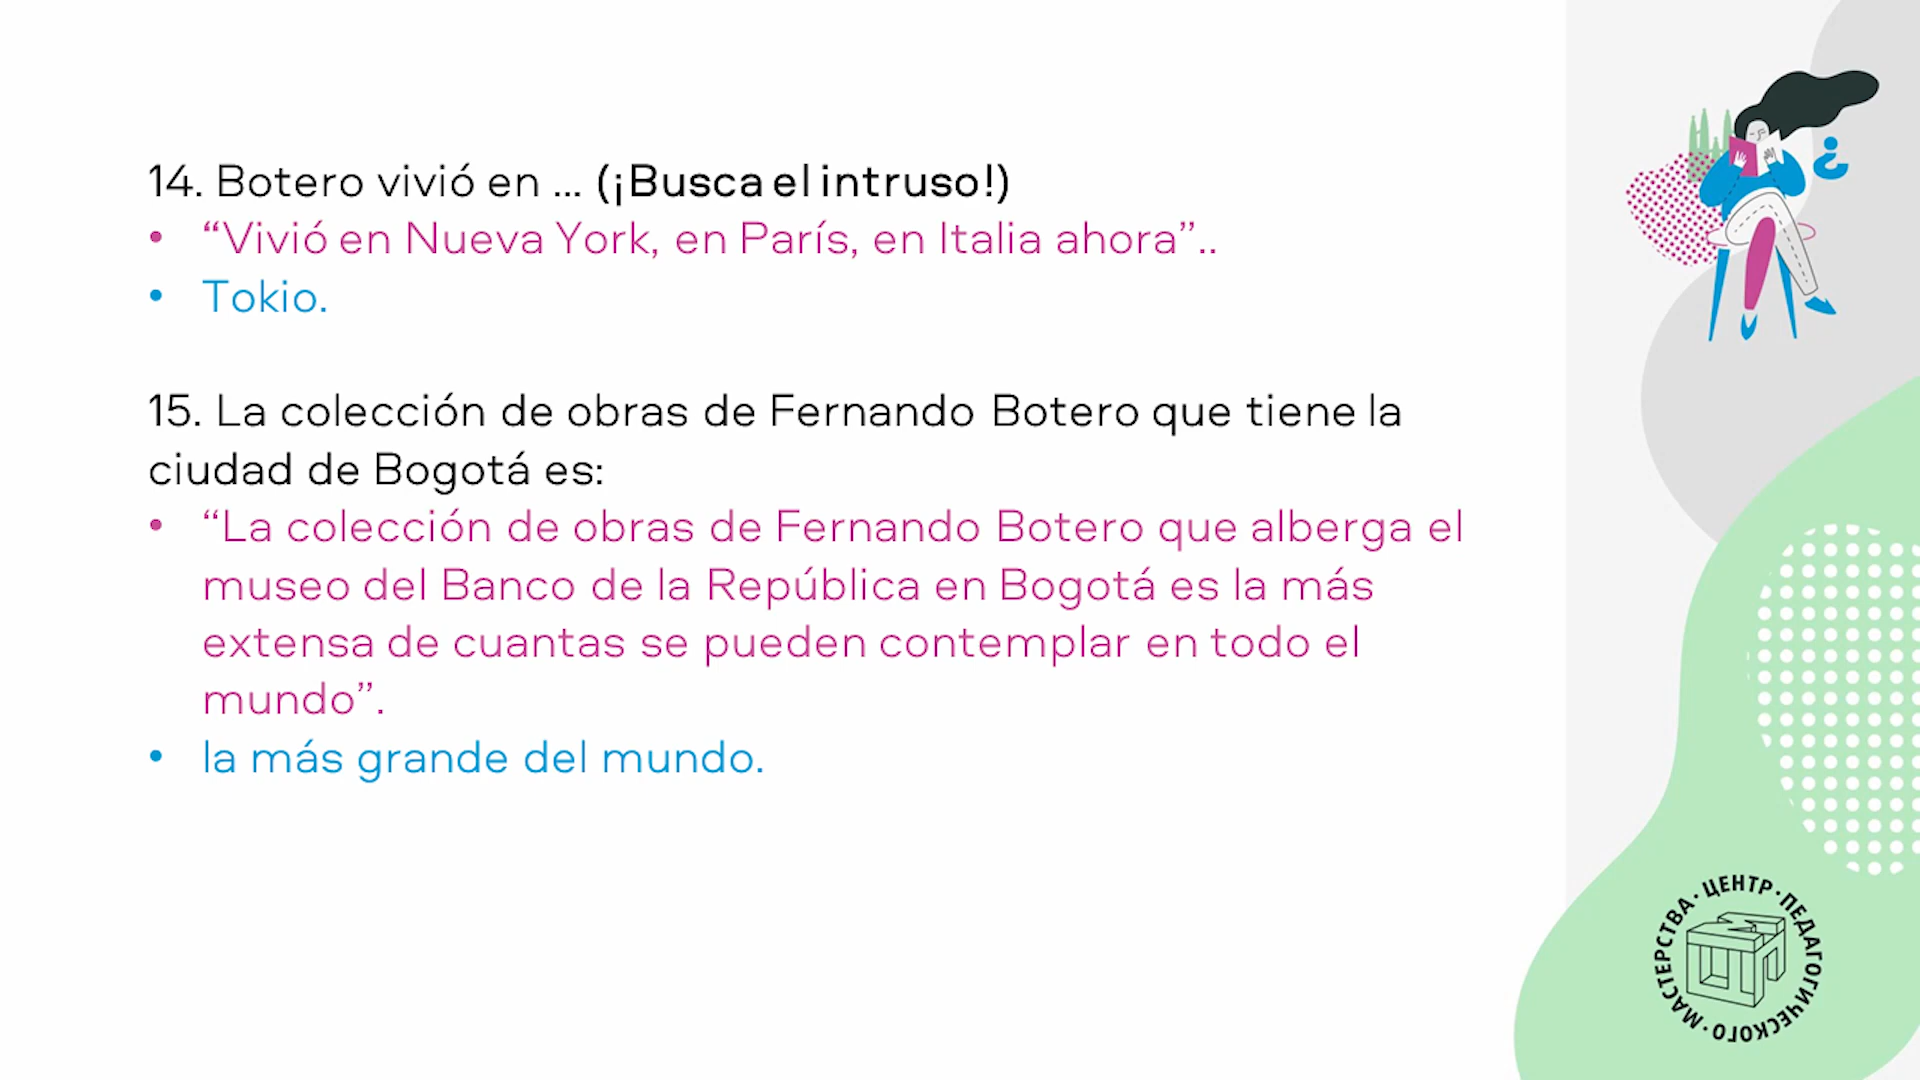 14. Botero vivió en ... (¡Busca el intruso!)
• “Vivió en Nueva York, en París, en Italia ahora”..
• Tokio.
15. La colección de obras de Fernando Botero que tiene la
ciudad de Bogotá es:
• “La colección de obras de Fernando Botero que alberga el
museo del Banco de la República en Bogotá es la más
extensa de cuantas se pueden contemplar en todo el
mundo”.
• la más grande del mundo.
¿
ЦЕНТР · ПЕДАГОГИЧЕСКОГО · МАСТЕРСТВА ·